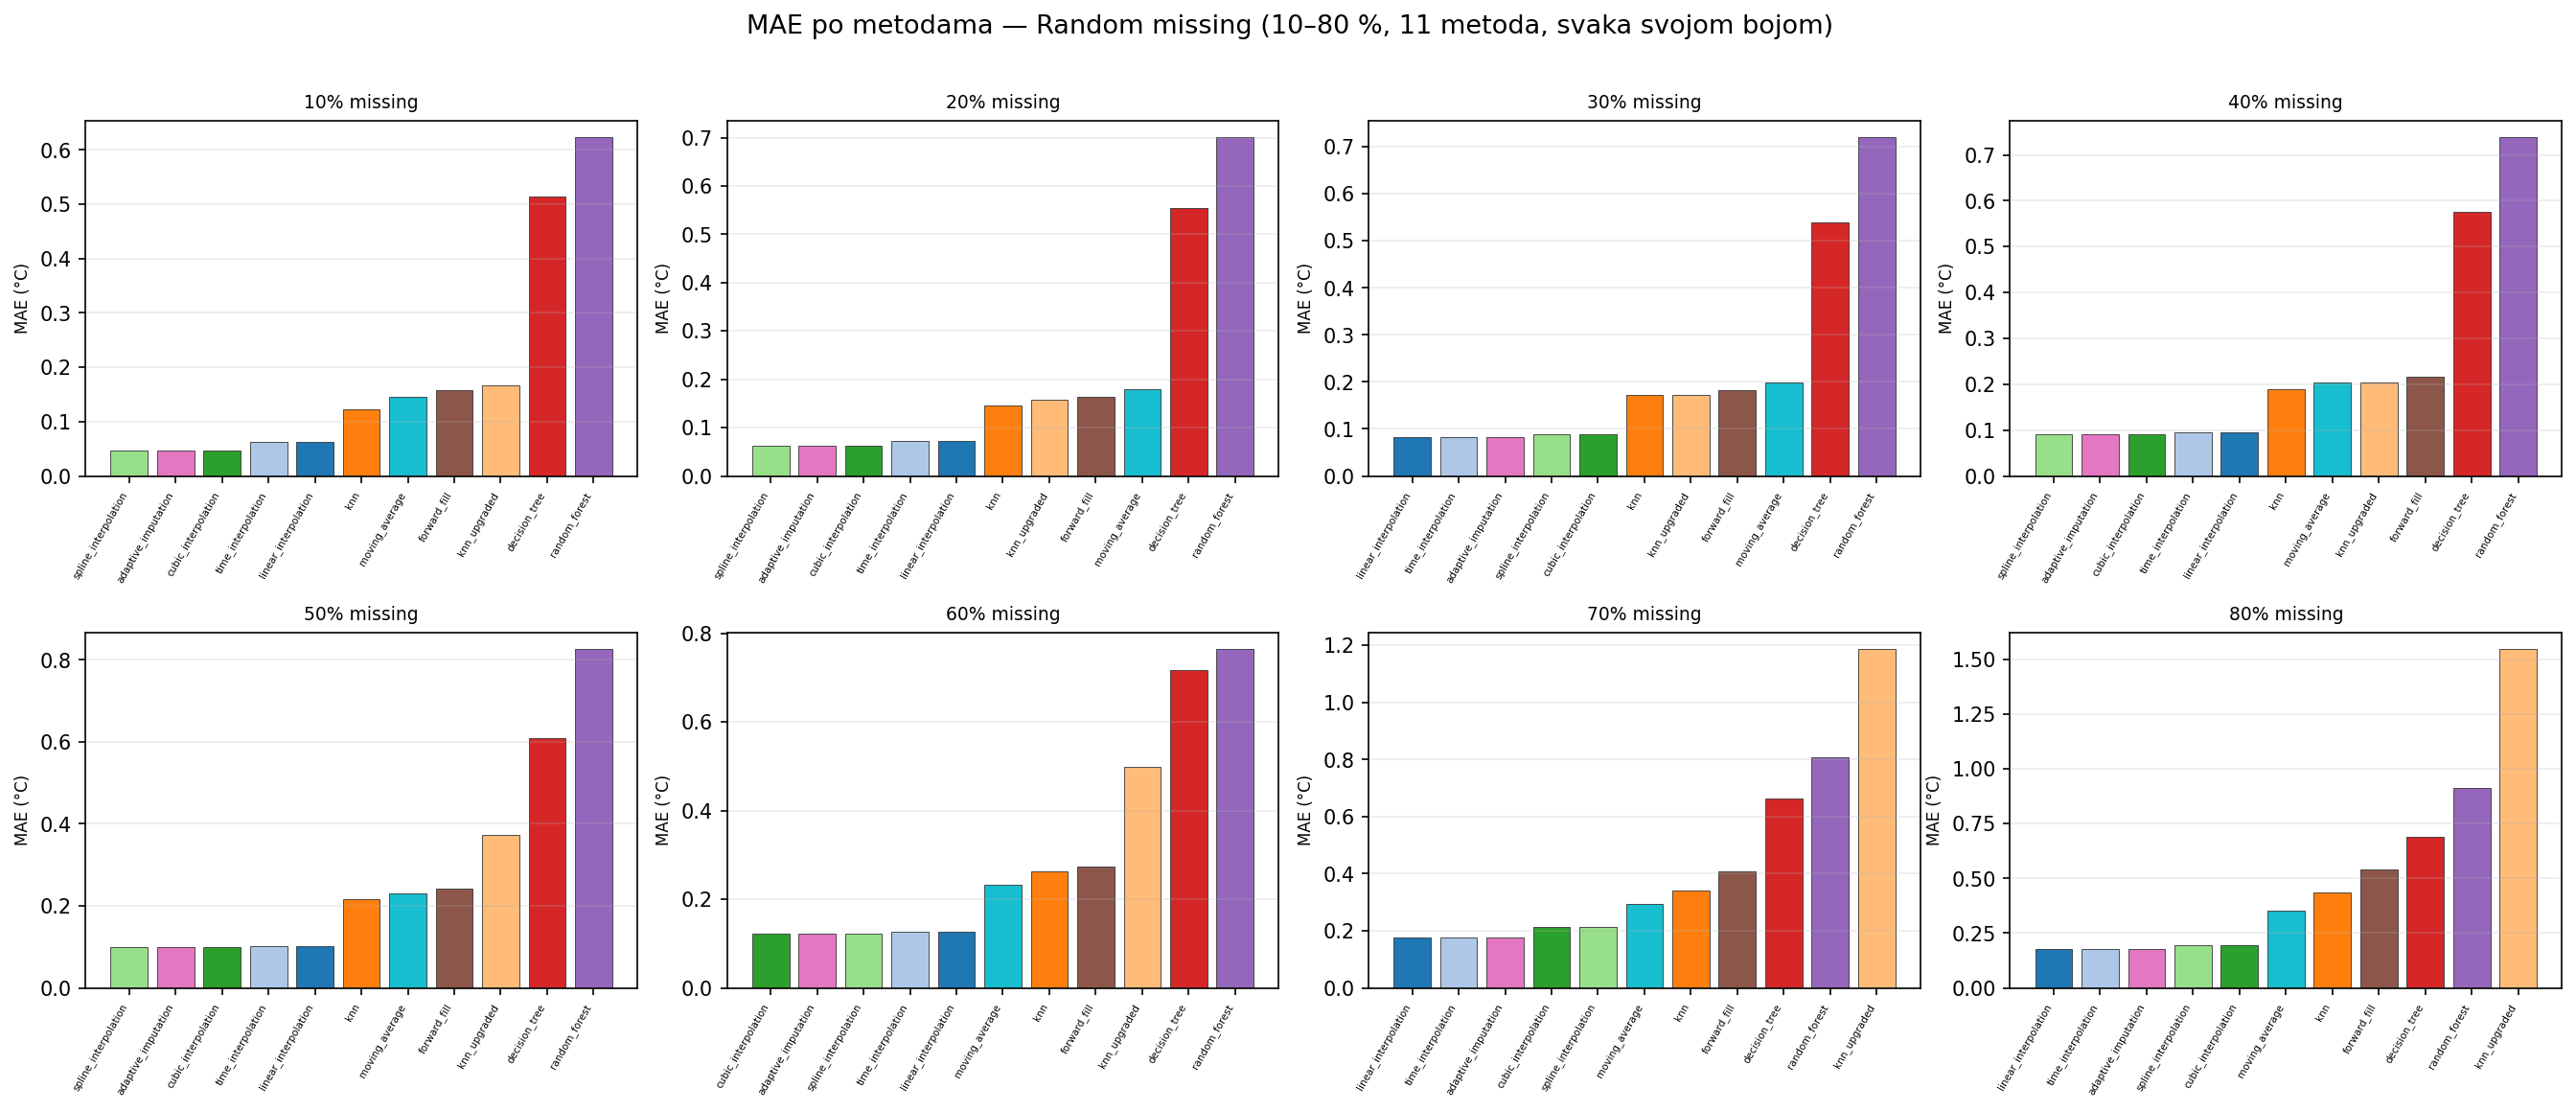 MAE po metodama — Random missing (10–80 %, 11 metoda, svaka svojom bojom)
10% missing
MAE (°C)
0.6
0.5
0.4
0.3
0.2
0.1
0.0
spline_interpolation
adaptive_imputation
cubic_interpolation
time_interpolation
linear_interpolation
knn
moving_average
forward_fill
knn_upgraded
decision_tree
random_forest
20% missing
MAE (°C)
0.7
0.6
0.5
0.4
0.3
0.2
0.1
0.0
spline_interpolation
adaptive_imputation
cubic_interpolation
time_interpolation
linear_interpolation
knn
knn_upgraded
forward_fill
moving_average
decision_tree
random_forest
30% missing
MAE (°C)
0.7
0.6
0.5
0.4
0.3
0.2
0.1
0.0
linear_interpolation
time_interpolation
adaptive_imputation
spline_interpolation
cubic_interpolation
knn
knn_upgraded
forward_fill
moving_average
decision_tree
random_forest
40% missing
MAE (°C)
0.7
0.6
0.5
0.4
0.3
0.2
0.1
0.0
spline_interpolation
adaptive_imputation
cubic_interpolation
time_interpolation
linear_interpolation
knn
moving_average
knn_upgraded
forward_fill
decision_tree
random_forest
50% missing
MAE (°C)
0.8
0.6
0.4
0.2
0.0
spline_interpolation
adaptive_imputation
cubic_interpolation
time_interpolation
linear_interpolation
knn
moving_average
forward_fill
knn_upgraded
decision_tree
random_forest
60% missing
MAE (°C)
0.8
0.6
0.4
0.2
0.0
cubic_interpolation
adaptive_imputation
spline_interpolation
time_interpolation
linear_interpolation
moving_average
knn
forward_fill
knn_upgraded
decision_tree
random_forest
70% missing
MAE (°C)
1.2
1.0
0.8
0.6
0.4
0.2
0.0
linear_interpolation
time_interpolation
adaptive_imputation
cubic_interpolation
spline_interpolation
moving_average
knn
forward_fill
decision_tree
random_forest
knn_upgraded
80% missing
MAE (°C)
1.50
1.25
1.00
0.75
0.50
0.25
0.00
linear_interpolation
time_interpolation
adaptive_imputation
spline_interpolation
cubic_interpolation
moving_average
knn
forward_fill
decision_tree
random_forest
knn_upgraded